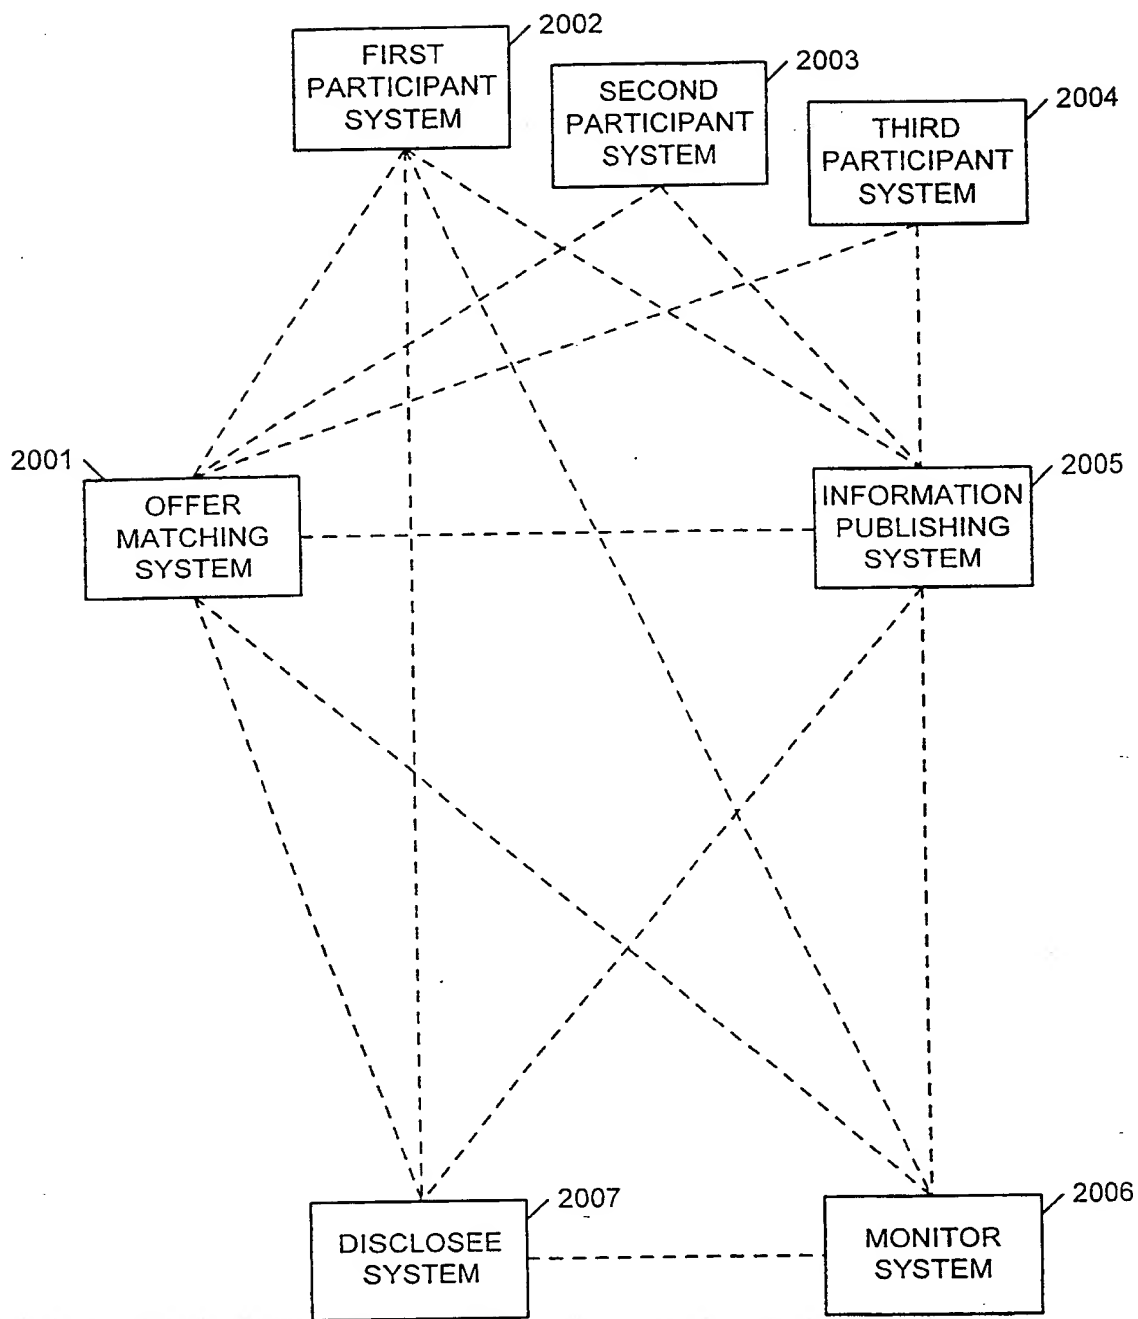 2002
FIRST
PARTICIPANT
SYSTEM
2003
SECOND
PARTICIPANT
SYSTEM
2004
THIRD
PARTICIPANT
SYSTEM
2001
OFFER
MATCHING
SYSTEM
2005
INFORMATION
PUBLISHING
SYSTEM
2007
DISCLOSEE
SYSTEM
2006
MONITOR
SYSTEM